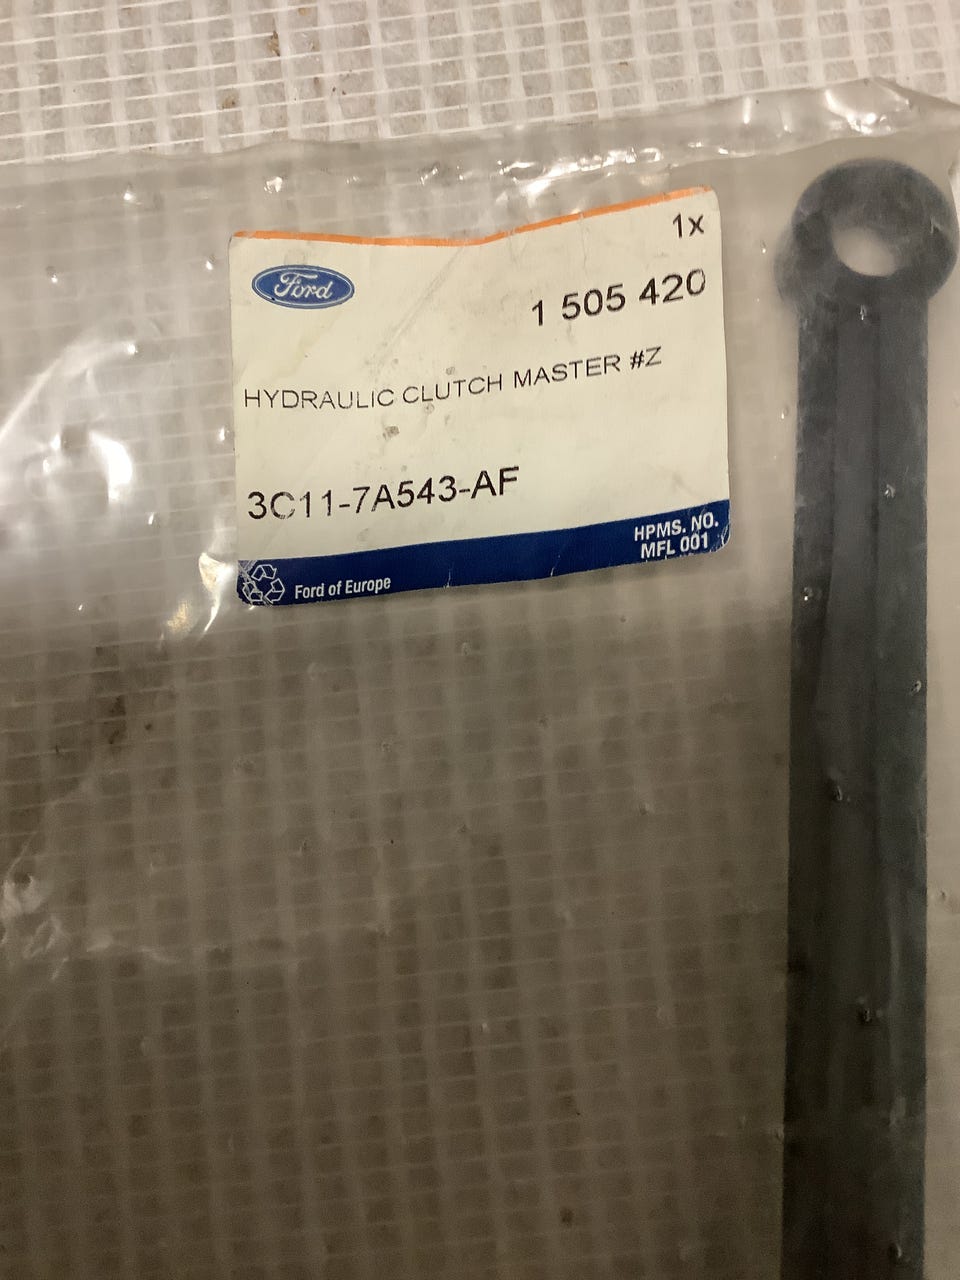 1x
Ford
1 505 420
HYDRAULIC CLUTCH MASTER #Z
3C11-7A543-AF
HPMS. NO.
MFL 001
Ford of Europe